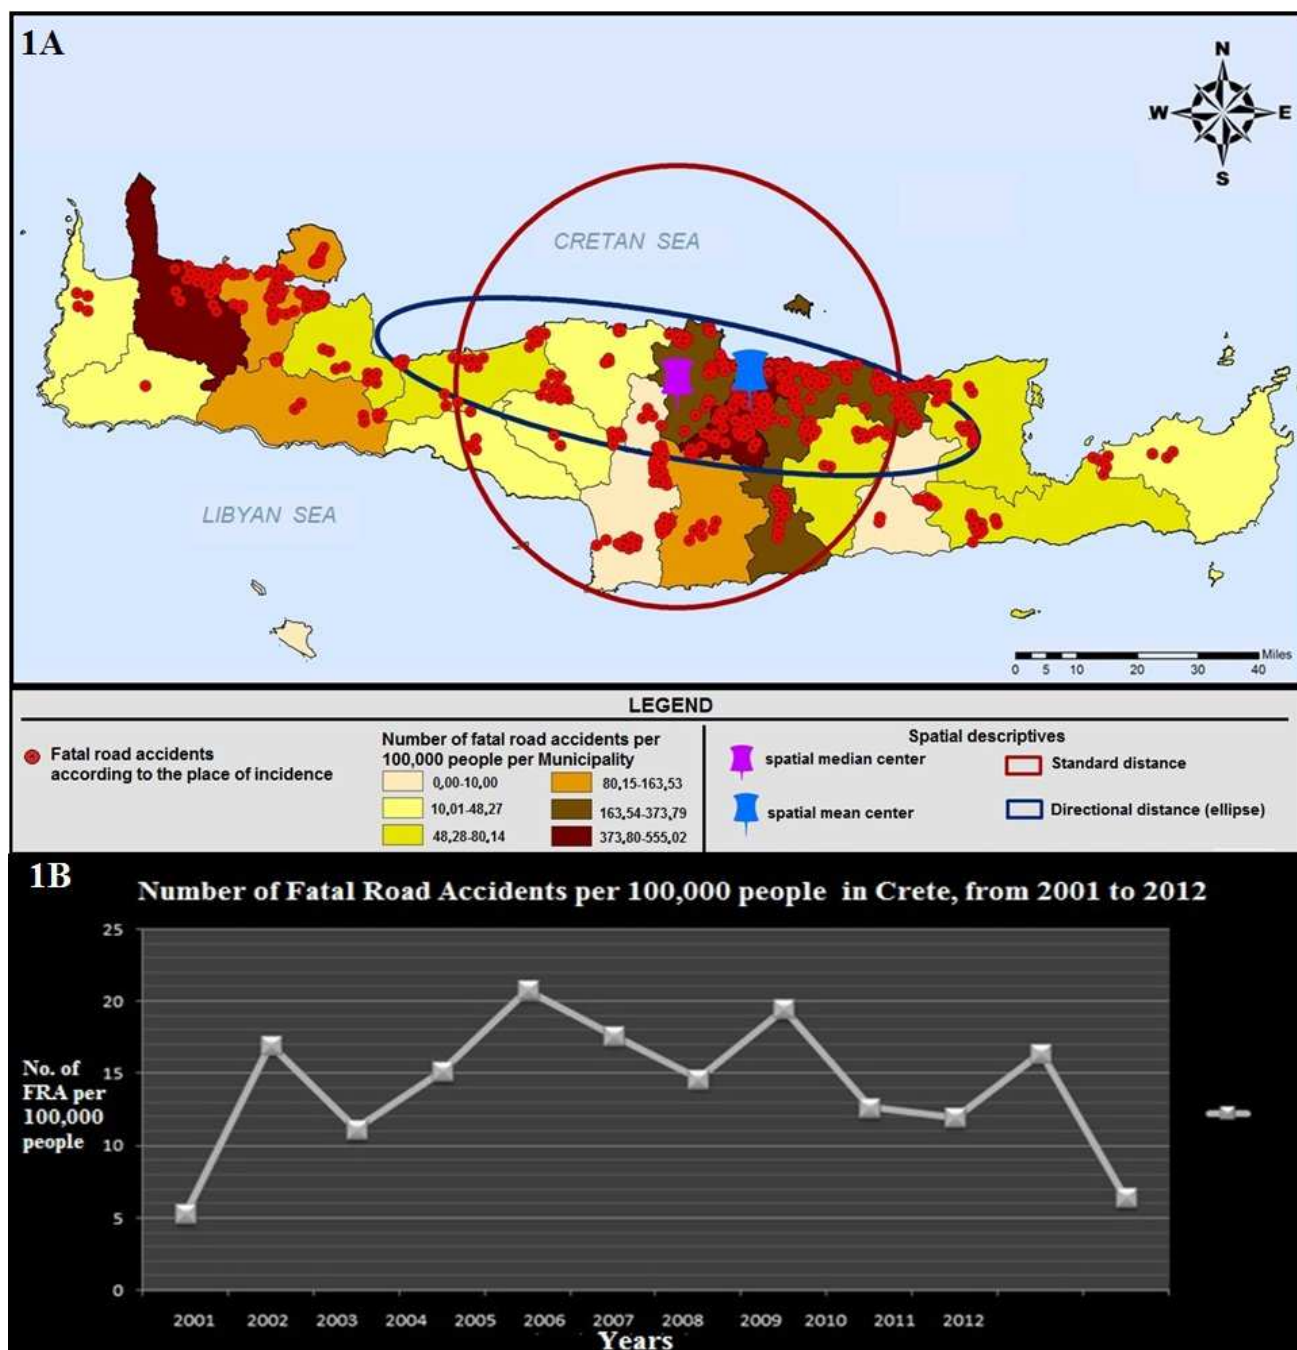 1A
N
W E
S
CRETAN SEA
LIBYAN SEA
Miles
0 5 10 20 30 40
LEGEND
Fatal road accidents
according to the place of incidence
Number of fatal road accidents per
100,000 people per Municipality
0,00-10,00
10,01-48,27
48,28-80,14
80,15-163,53
163,54-373,79
373,80-555,02
Spatial descriptives
spatial median center
spatial mean center
Standard distance
Directional distance (ellipse)
1B
Number of Fatal Road Accidents per 100,000 people in Crete, from 2001 to 2012
No. of
FRA per
100,000
people
25
20
15
10
5
0
2001 2002 2003 2004 2005 2007 2008 2009 2010 2011 2012
Years